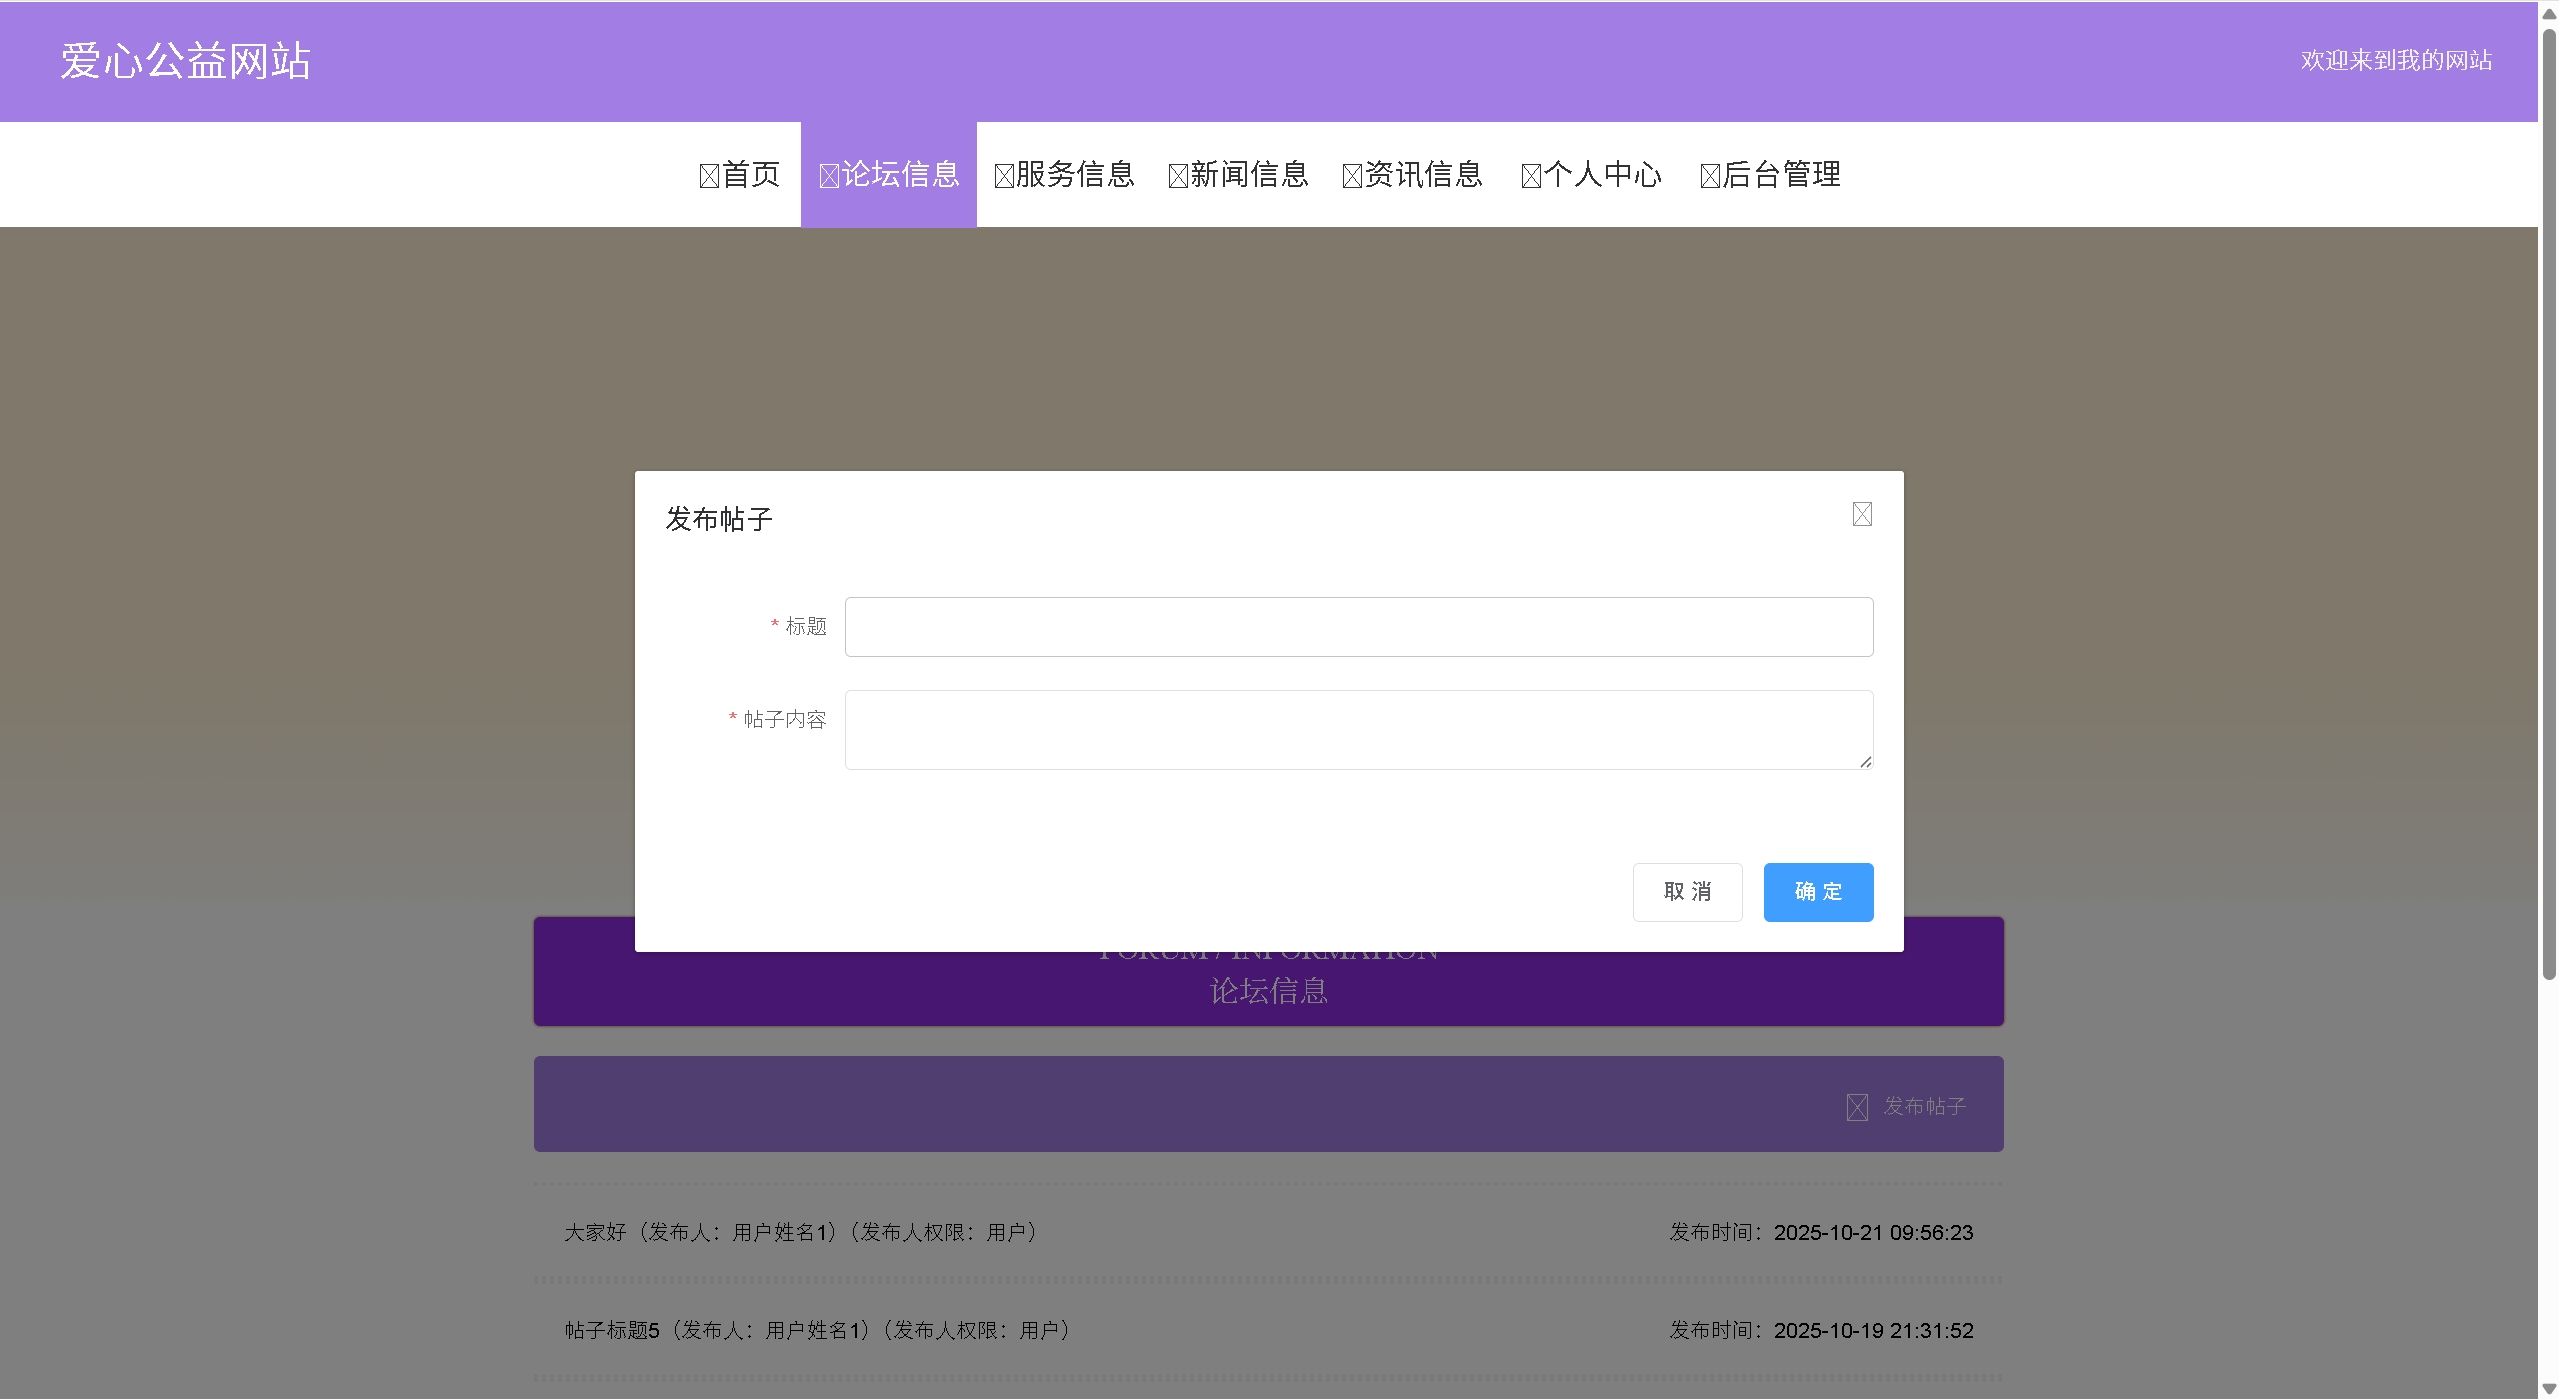 爱心公益网站
欢迎来到我的网站
首页 论坛信息 服务信息 新闻信息 资讯信息 个人中心 后台管理
发布帖子
* 标题
* 帖子内容
取 消 确 定
FORUM / INFORMATION
论坛信息
发布帖子
大家好（发布人：用户姓名1）（发布人权限：用户） 发布时间：2025-10-21 09:56:23
帖子标题5（发布人：用户姓名1）（发布人权限：用户） 发布时间：2025-10-19 21:31:52